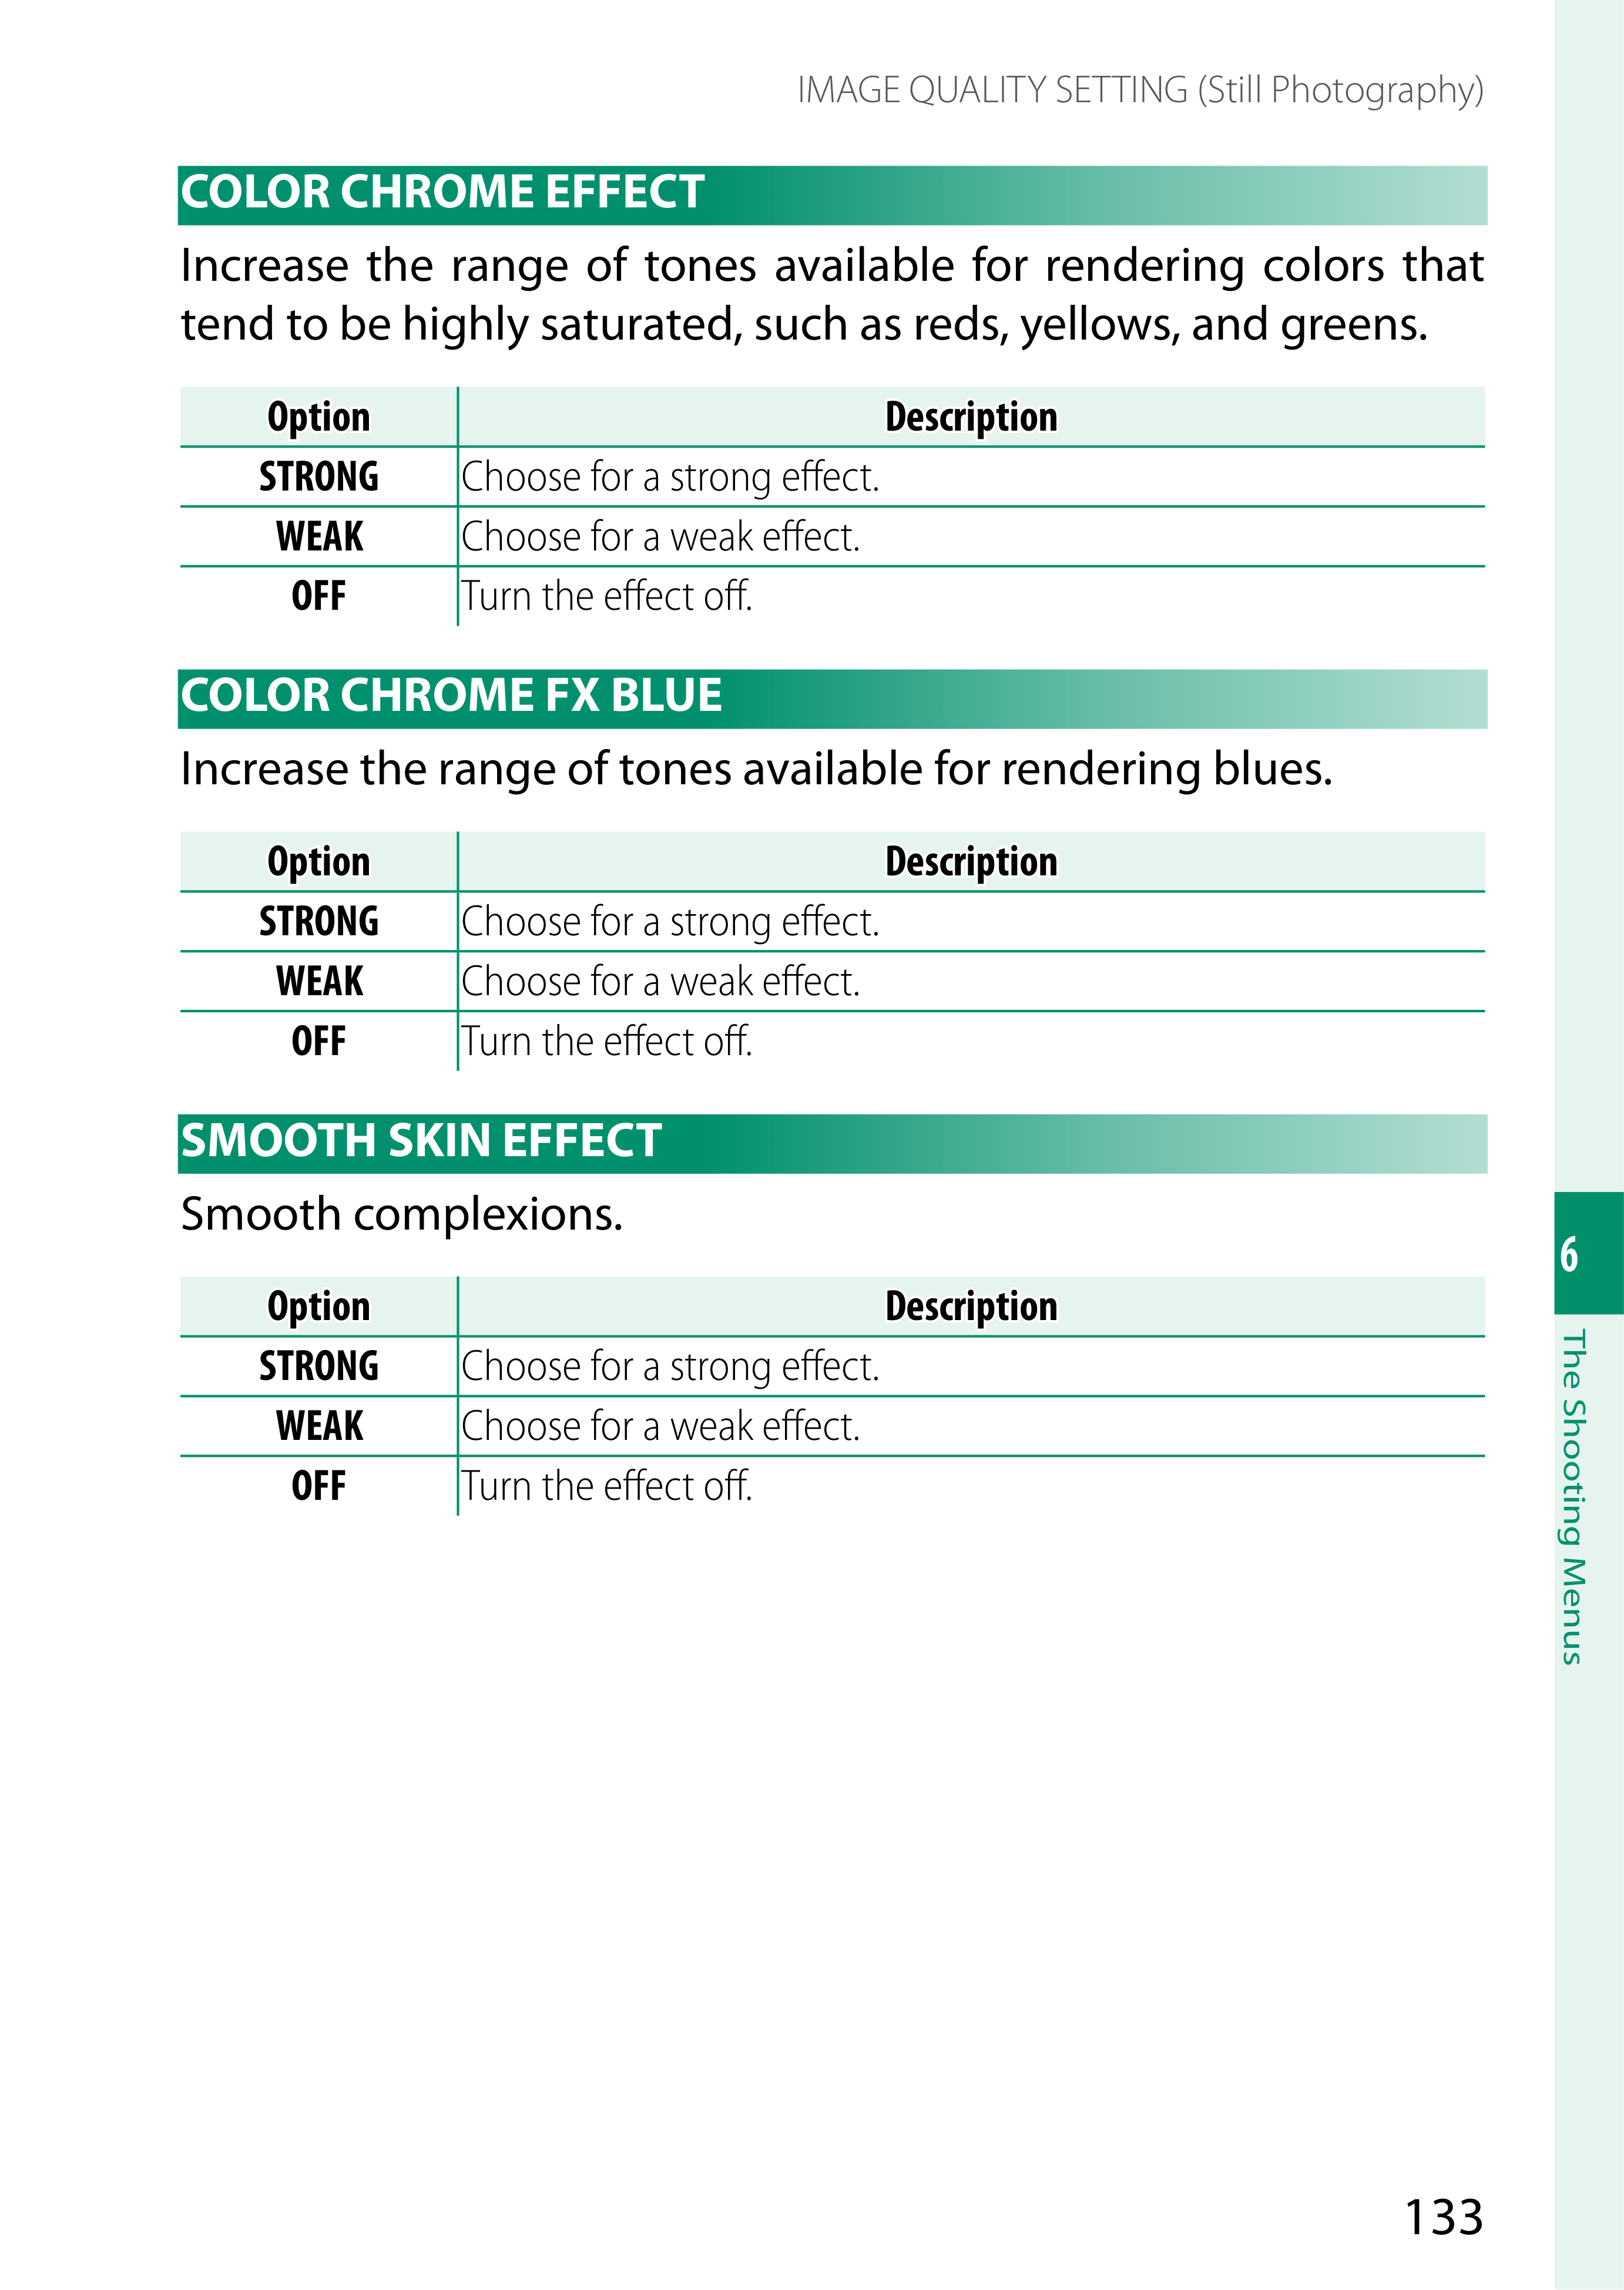 IMAGE QUALITY SETTING (Still Photography)
COLOR CHROME EFFECT
Increase the range of tones available for rendering colors that
tend to be highly saturated, such as reds, yellows, and greens.
Option Description
STRONG Choose for a strong effect.
WEAK Choose for a weak effect.
OFF Turn the effect off.
COLOR CHROME FX BLUE
Increase the range of tones available for rendering blues.
Option Description
STRONG Choose for a strong effect.
WEAK Choose for a weak effect.
OFF Turn the effect off.
SMOOTH SKIN EFFECT
Smooth complexions.
Option Description
STRONG Choose for a strong effect.
WEAK Choose for a weak effect.
OFF Turn the effect off.
6
The Shooting Menus
133